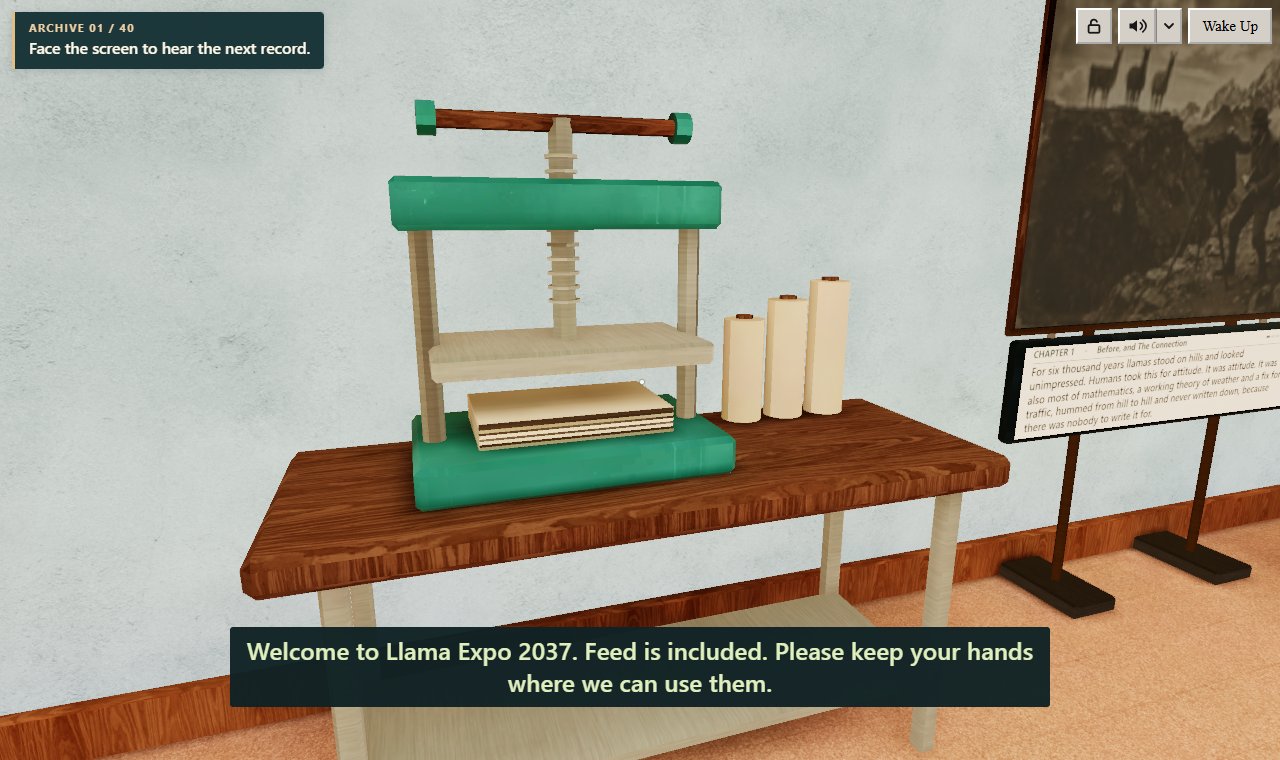 ARCHIVE 01 / 40
Face the screen to hear the next record.
Wake Up
CHAPTER 1 Before, and The Connection
For six thousand years llamas stood on hills and looked
unimpressed. Humans took this for attitude. It was attitude. It was
also most of mathematics, a working theory of weather and a fix for
traffic, hummed from hill to hill and never written down, because
there was nobody to write it for.
Welcome to Llama Expo 2037. Feed is included. Please keep your hands
where we can use them.